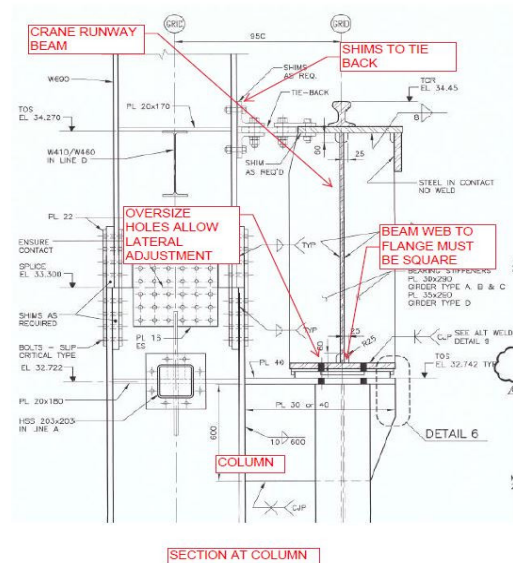 GRID
GRID
CRANE RUNWAY
BEAM
950
SHIMS
AS REQ.
SHIMS TO TIE
BACK
W690
TOS
EL 34.270
PL 20x170
TIE-BACK
TOR
EL 34.45
8
W410/W460
IN LINE D
SHIM
AS REQ'D
60
25
STEEL IN CONTACT
NO WELD
PL 22
ENSURE
CONTACT
OVERSIZE
HOLES ALLOW
LATERAL
ADJUSTMENT
TYP
BEAM WEB TO
FLANGE MUST
BE SQUARE
SPLICE
EL 33.300
BEARING STIFFENERS
PL 30x290
GIRDER TYPE A, B & C
PL 35x290
GIRDER TYPE D
SHIMS AS
REQUIRED
PL 15
TYP
60
25
R25
CJP
SEE ALT WELD
DETAIL 9
BOLTS - SLIP
CRITICAL TYPE
EL 32.722
PL 40
TOS
EL 32.742 TYP
PL 20x180
HSS 203x203
IN LINE A
600
PL 30 or 40
10
600
DETAIL 6
COLUMN
CJP
SECTION AT COLUMN